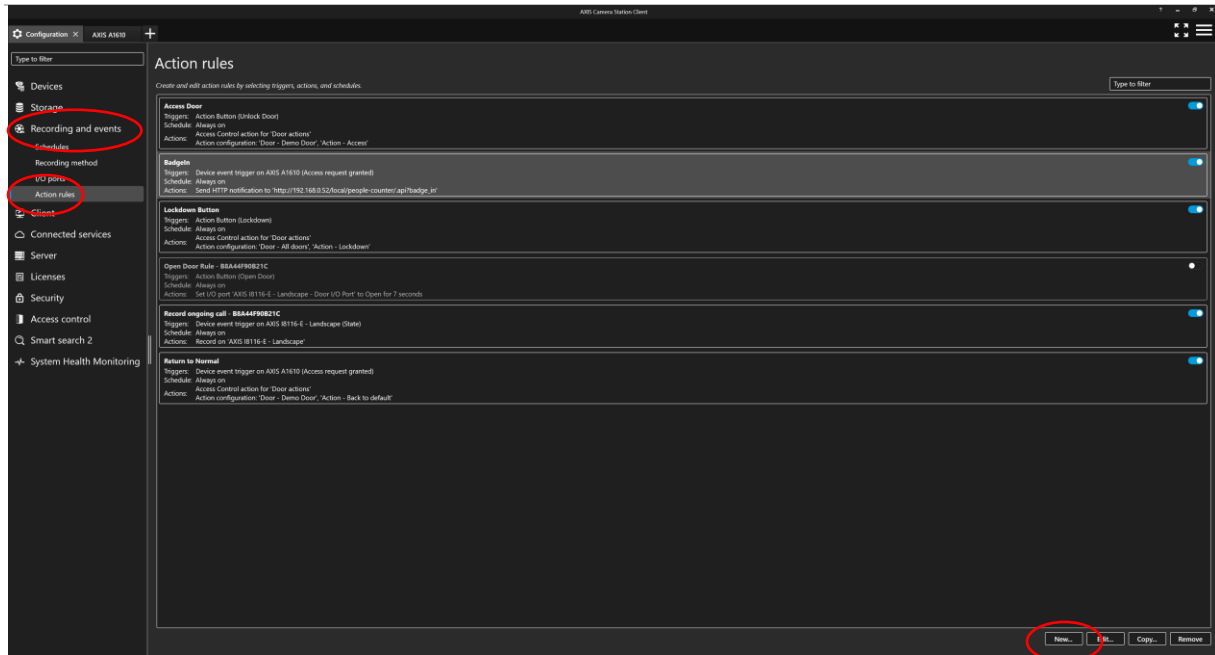 AXIS Camera Station Client
Configuration
AXIS A1610
Type to filter
Devices
Storage
Recording and events
Schedules
Recording method
I/O ports
Action rules
Client
Connected services
Server
Licenses
Security
Access control
Smart search 2
System Health Monitoring
Action rules
Create and edit action rules by selecting triggers, actions, and schedules.
Type to filter
Access Door
Triggers: Action Button (Unlock Door)
Schedule: Always on
Actions: Access Control action for 'Door actions'
Action configuration: 'Door - Demo Door', 'Action - Access'
BadgeIn
Triggers: Device event trigger on AXIS A1610 (Access request granted)
Schedule: Always on
Actions: Send HTTP notification to 'http://192.168.0.52/local/people-counter/.api?badge_in'
Lockdown Button
Triggers: Action Button (Lockdown)
Schedule: Always on
Actions: Access Control action for 'Door actions'
Action configuration: 'Door - All doors', 'Action - Lockdown'
Open Door Rule - B8A44F90B21C
Triggers: Action Button (Open Door)
Schedule: Always on
Actions: Set I/O port 'AXIS I8116-E - Landscape - Door I/O Port' to Open for 7 seconds
Record ongoing call - B8A44F90B21C
Triggers: Device event trigger on AXIS I8116-E - Landscape (State)
Schedule: Always on
Actions: Record on 'AXIS I8116-E - Landscape'
Return to Normal
Triggers: Device event trigger on AXIS A1610 (Access request granted)
Schedule: Always on
Actions: Access Control action for 'Door actions'
Action configuration: 'Door - Demo Door', 'Action - Back to default'
New... Edit... Copy... Remove